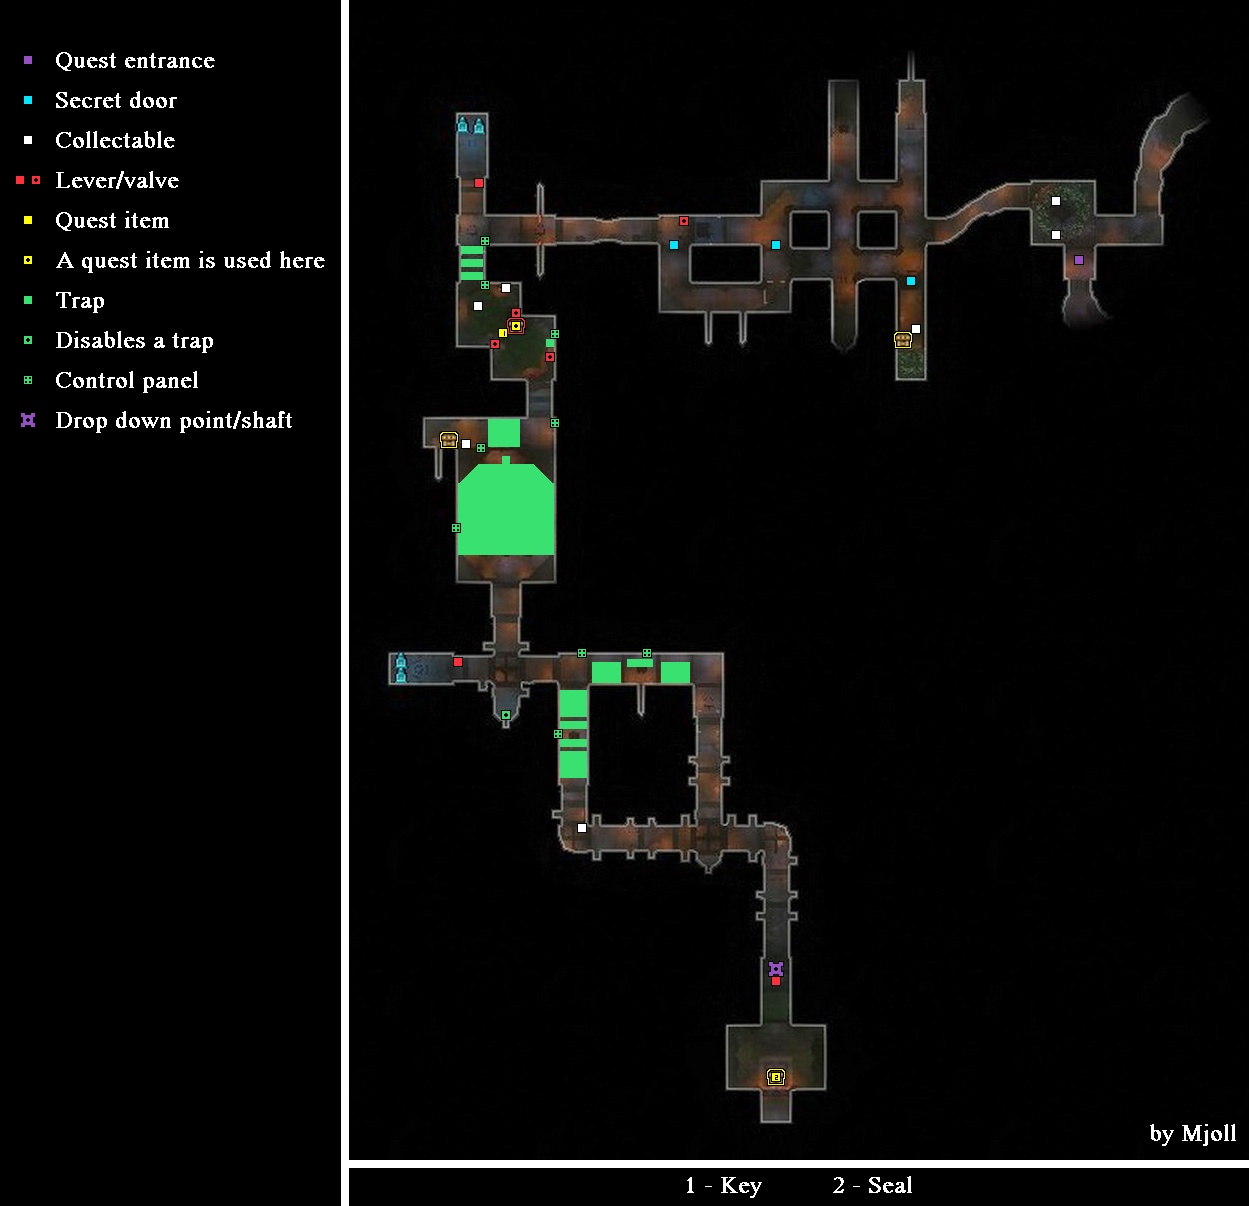 Quest entrance
Secret door
Collectable
Lever/valve
Quest item
A quest item is used here
Trap
Disables a trap
Control panel
Drop down point/shaft
by Mjoll
1 - Key 2 - Seal